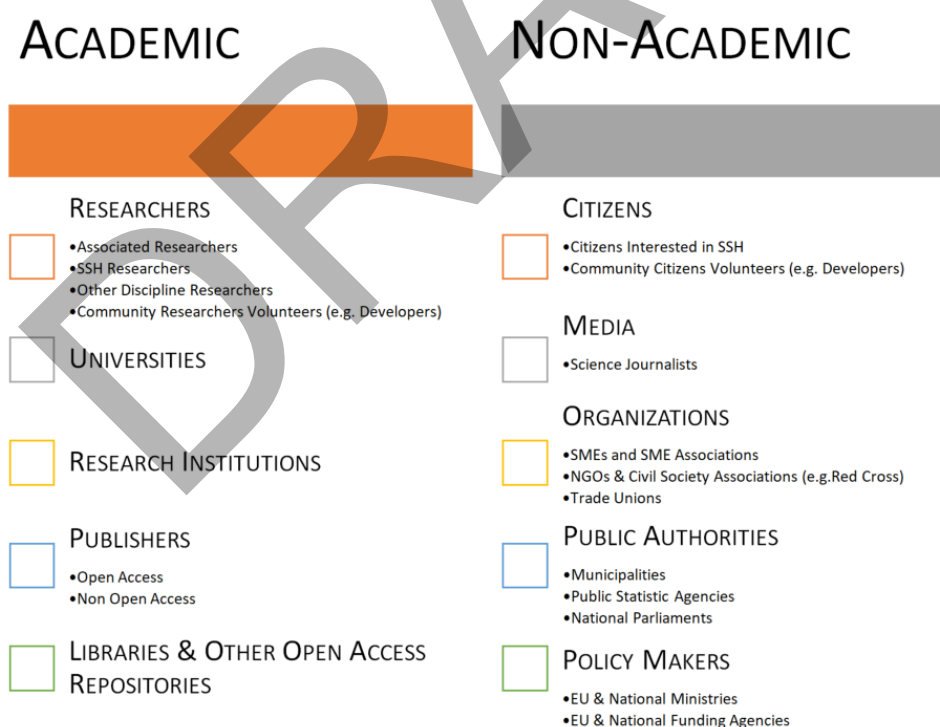 ACADEMIC
RESEARCHERS
•Associated Researchers
•SSH Researchers
•Other Discipline Researchers
•Community Researchers Volunteers (e.g. Developers)
UNIVERSITIES
RESEARCH INSTITUTIONS
PUBLISHERS
•Open Access
•Non Open Access
LIBRARIES & OTHER OPEN ACCESS
REPOSITORIES
NON-ACADEMIC
CITIZENS
•Citizens Interested in SSH
•Community Citizens Volunteers (e.g. Developers)
MEDIA
•Science Journalists
ORGANIZATIONS
•SMEs and SME Associations
•NGOs & Civil Society Associations (e.g.Red Cross)
•Trade Unions
PUBLIC AUTHORITIES
•Municipalities
•Public Statistic Agencies
•National Parliaments
POLICY MAKERS
•EU & National Ministries
•EU & National Funding Agencies
DRA